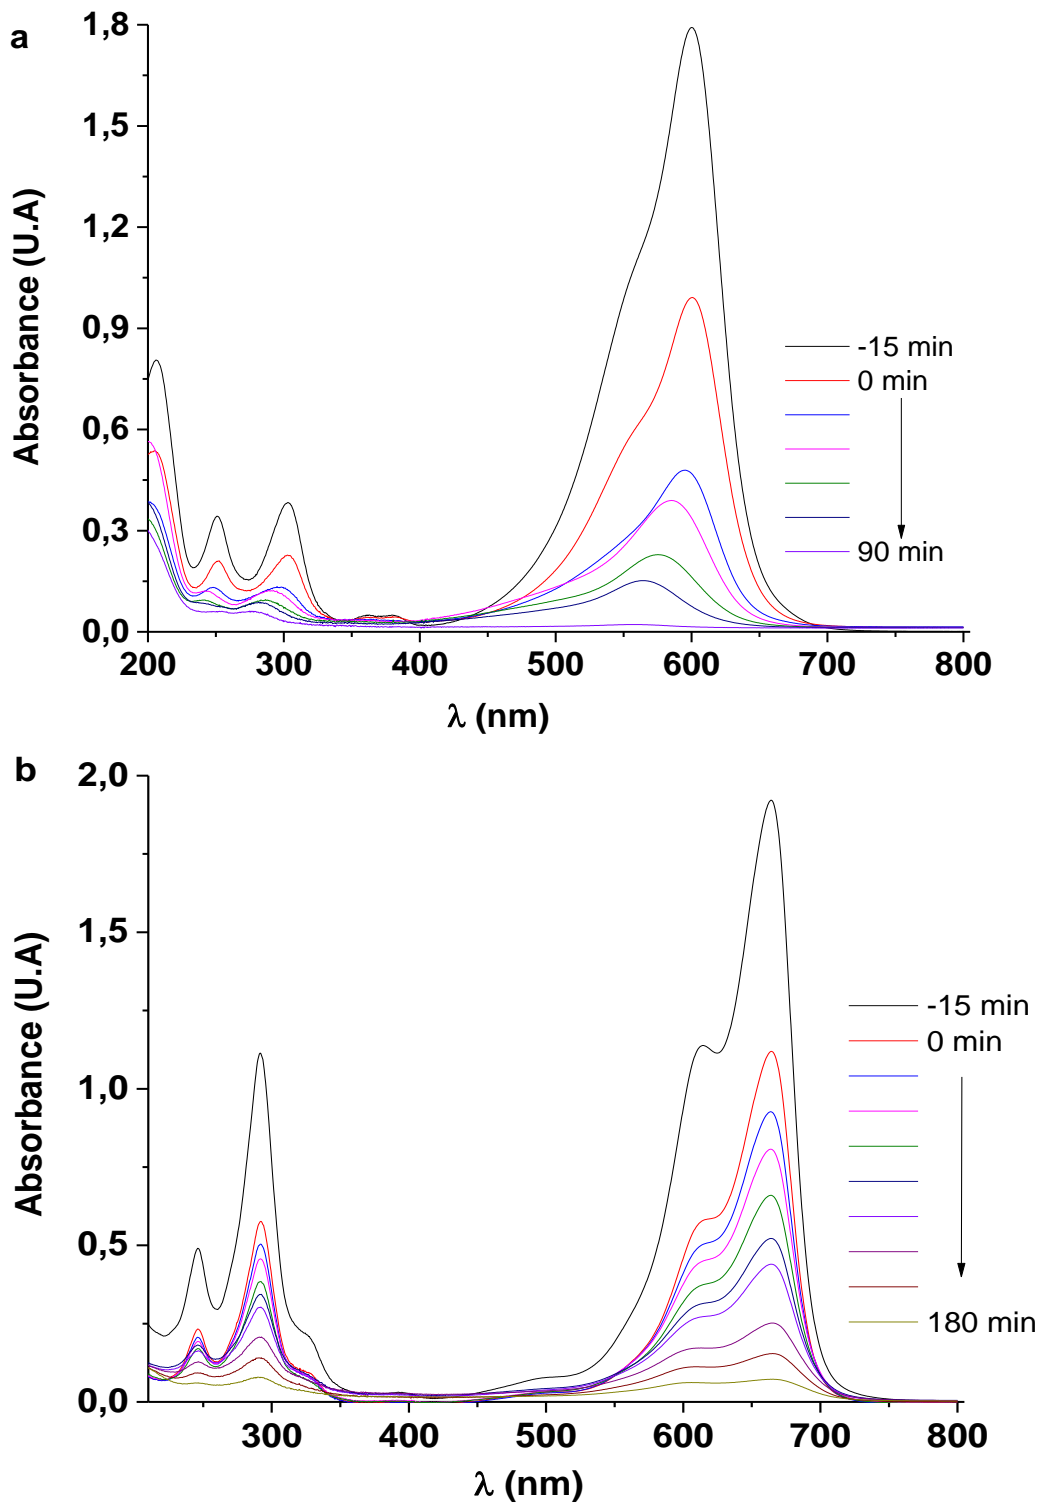 a
1,8
1,5
1,2
0,9
0,6
0,3
0,0
Absorbance (U.A)
-15 min
0 min
90 min
200 300 400 500 600 700 800
λ (nm)
b
2,0
1,5
1,0
0,5
0,0
Absorbance (U.A)
-15 min
0 min
180 min
300 400 500 600 700 800
λ (nm)